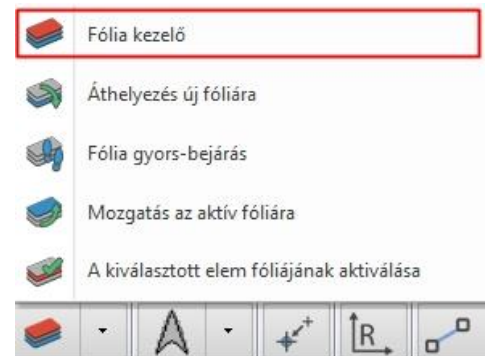 Fólia kezelő
Áthelyezés új fóliára
Fólia gyors-bejárás
Mozgatás az aktív fóliára
A kiválasztott elem fóliájának aktiválása
R